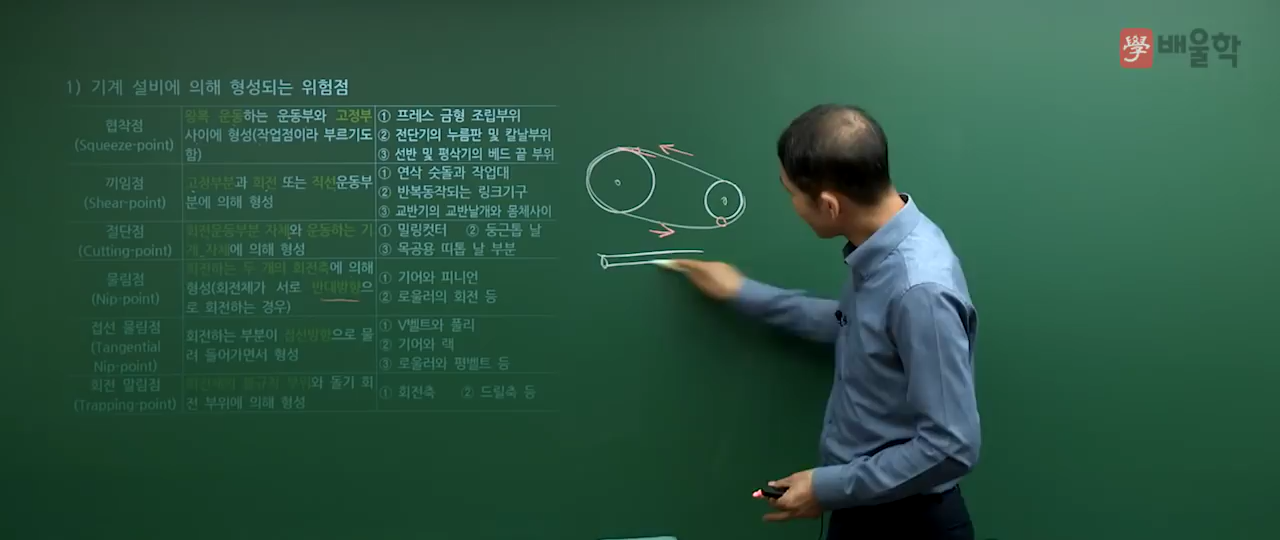 學 배울학
1) 기계 설비에 의해 형성되는 위험점
협착점
(Squeeze-point)
왕복 운동하는 운동부와 고정부
사이에 형성(작업점이라 부르기도
함)
① 프레스 금형 조립부위
② 전단기의 누름판 및 칼날부위
③ 선반 및 평삭기의 베드 끝 부위
끼임점
(Shear-point)
고정부분과 회전 또는 직선운동부
분에 의해 형성
① 연삭 숫돌과 작업대
② 반복동작되는 링크기구
③ 교반기의 교반날개와 몸체사이
절단점
(Cutting-point)
회전운동부분 자체와 운동하는 기
계 자체에 의해 형성
① 밀링컷터 ② 둥근톱 날
③ 목공용 띠톱 날 부분
물림점
(Nip-point)
회전하는 두 개의 회전축에 의해
형성(회전체가 서로 반대방향으
로 회전하는 경우)
① 기어와 피니언
② 로울러의 회전 등
접선 물림점
(Tangential
Nip-point)
회전하는 부분이 접선방향으로 물
려 들어가면서 형성
① V벨트와 풀리
② 기어와 랙
③ 로울러와 평벨트 등
회전 말림점
(Trapping-point)
회전체의 불규칙 부위와 돌기 회
전 부위에 의해 형성
① 회전축 ② 드릴축 등